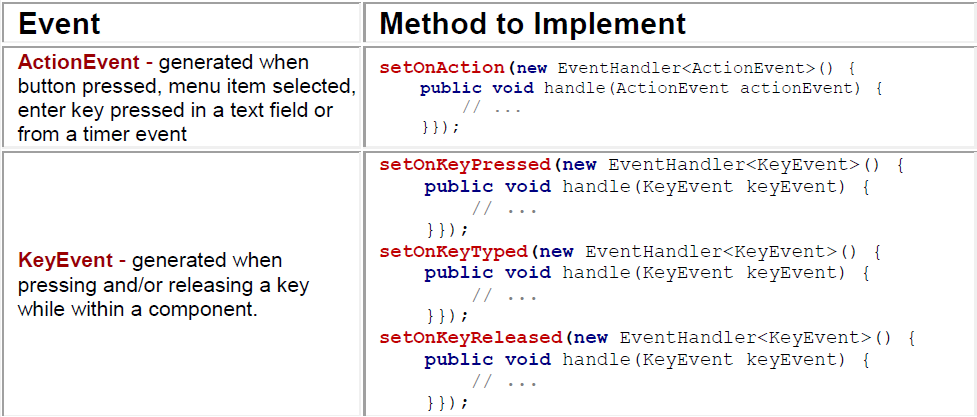 Event
Method to Implement
ActionEvent - generated when
button pressed, menu item selected,
enter key pressed in a text field or
from a timer event
setOnAction(new EventHandler<ActionEvent>() {
    public void handle(ActionEvent actionEvent) {
        // ...
    }});
KeyEvent - generated when
pressing and/or releasing a key
while within a component.
setOnKeyPressed(new EventHandler<KeyEvent>() {
    public void handle(KeyEvent keyEvent) {
        // ...
    }});
setOnKeyTyped(new EventHandler<KeyEvent>() {
    public void handle(KeyEvent keyEvent) {
        // ...
    }});
setOnKeyReleased(new EventHandler<KeyEvent>() {
    public void handle(KeyEvent keyEvent) {
        // ...
    }});